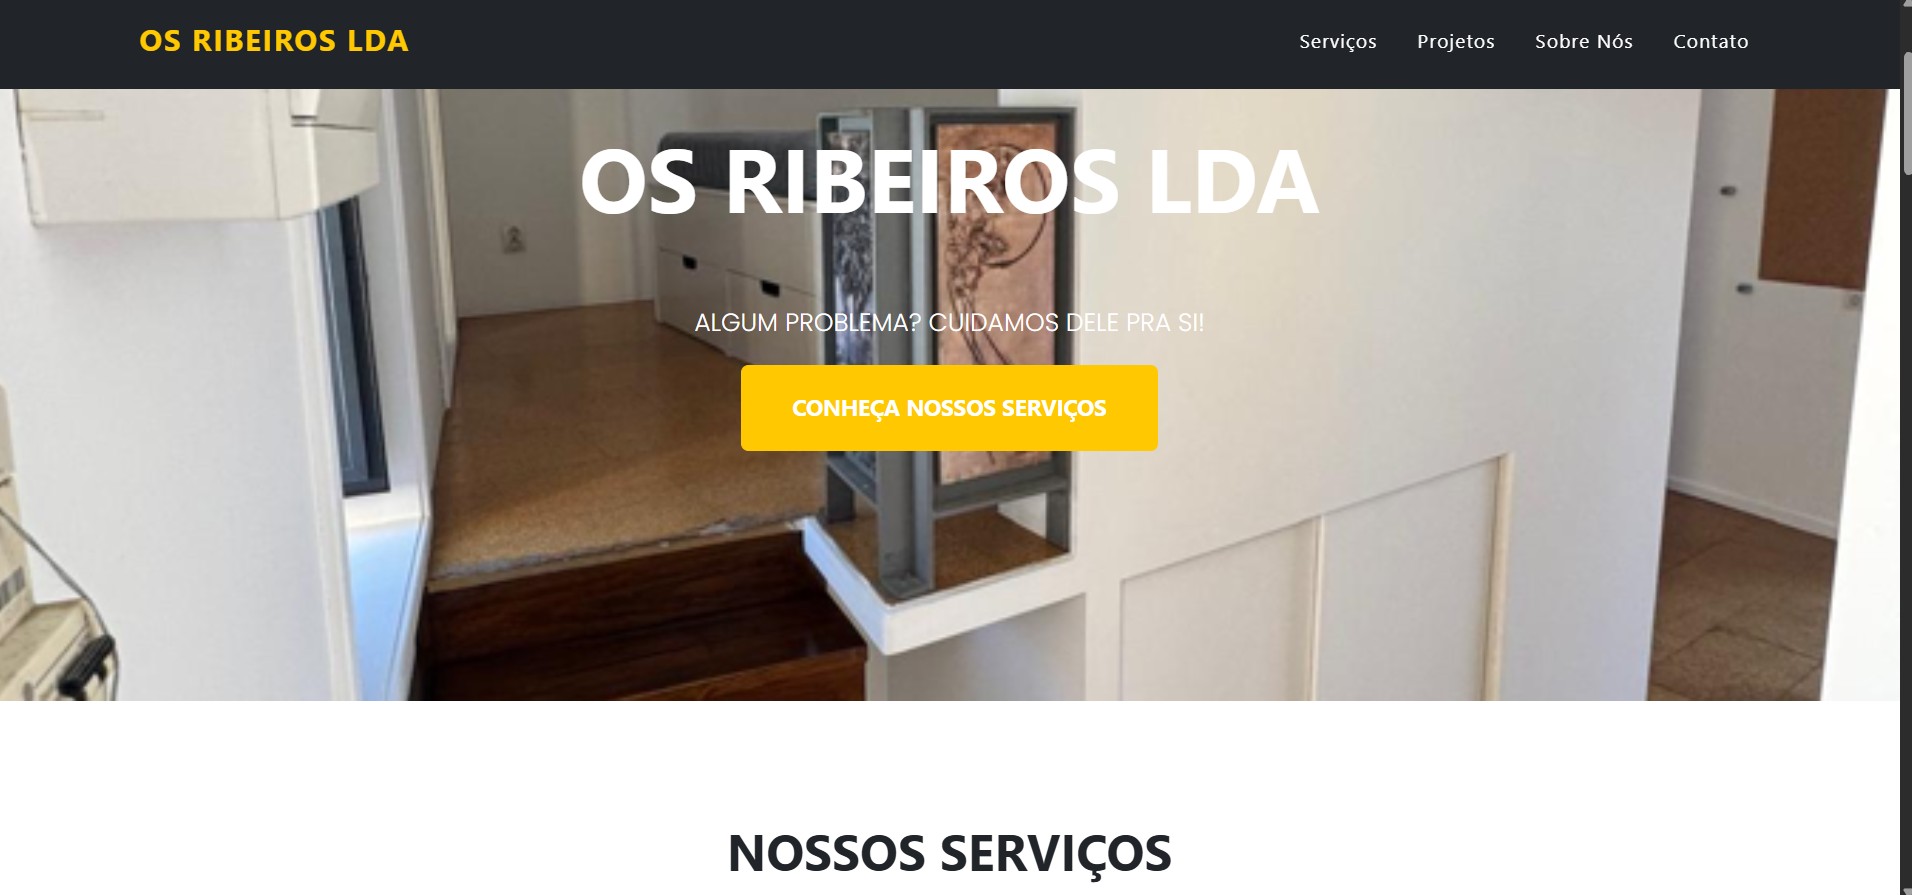 OS RIBEIROS LDA
Serviços Projetos Sobre Nós Contato
OS RIBEIROS LDA
ALGUM PROBLEMA? CUIDAMOS DELE PRA SI!
CONHEÇA NOSSOS SERVIÇOS
NOSSOS SERVIÇOS